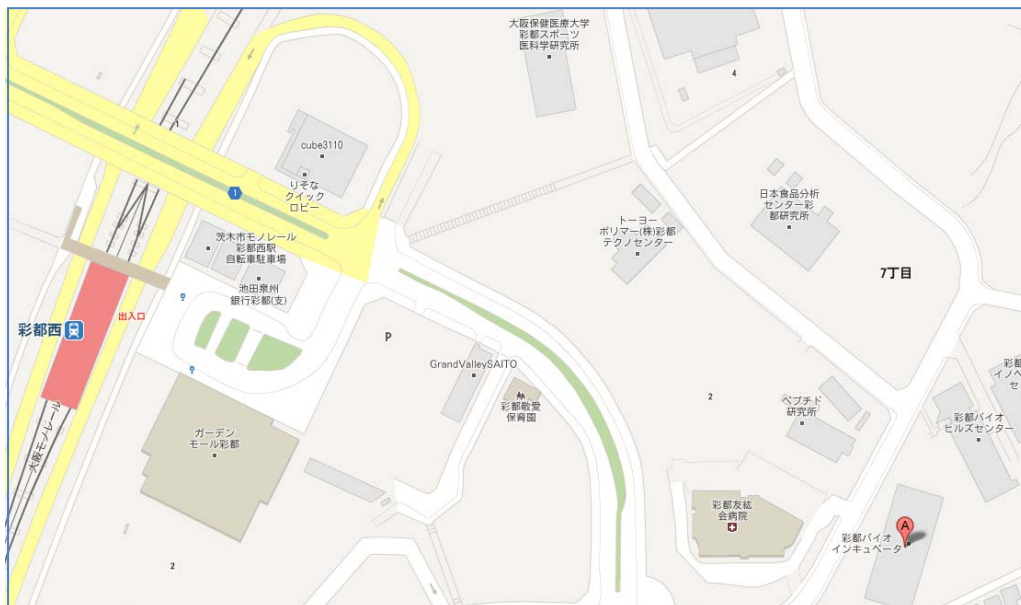 大阪保健医療大学
彩都スポーツ
医科学研究所
4
1
cube3110
りそな
クイック
ロビー
1
日本食品分析
センター彩
都研究所
トーヨー
ポリマー(株)彩都
テクノセンター
茨木市モノレール
彩都西駅
自転車駐車場
池田泉州
銀行彩都(支)
7丁目
出入口
彩都西
P
GrandValleySAITO
彩都敬愛
保育園
2
ペプチド
研究所
彩都
イノベ
セ
彩都バイオ
ヒルズセンター
大阪モノレール
ガーデン
モール彩都
彩都友紘
会病院
A
彩都バイオ
インキュベータ
2